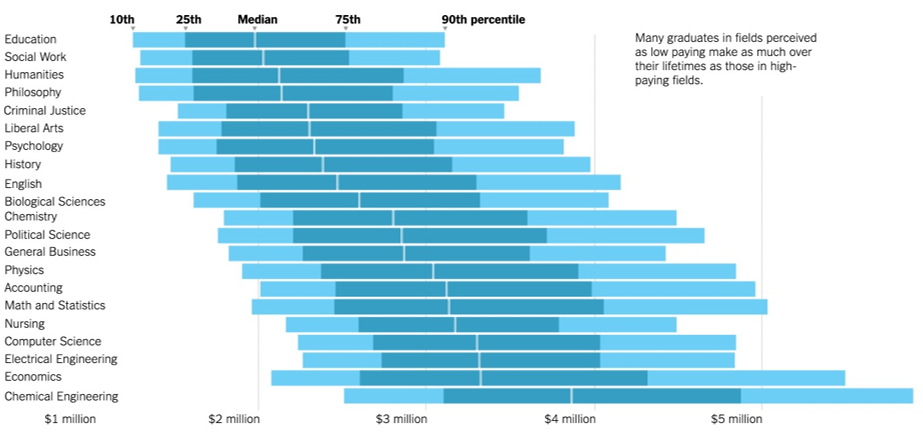 10th 25th Median 75th 90th percentile
Education
Social Work
Humanities
Philosophy
Criminal Justice
Liberal Arts
Psychology
History
English
Biological Sciences
Chemistry
Political Science
General Business
Physics
Accounting
Math and Statistics
Nursing
Computer Science
Electrical Engineering
Economics
Chemical Engineering
Many graduates in fields perceived
as low paying make as much over
their lifetimes as those in high-
paying fields.
$1 million $2 million $3 million $4 million $5 million